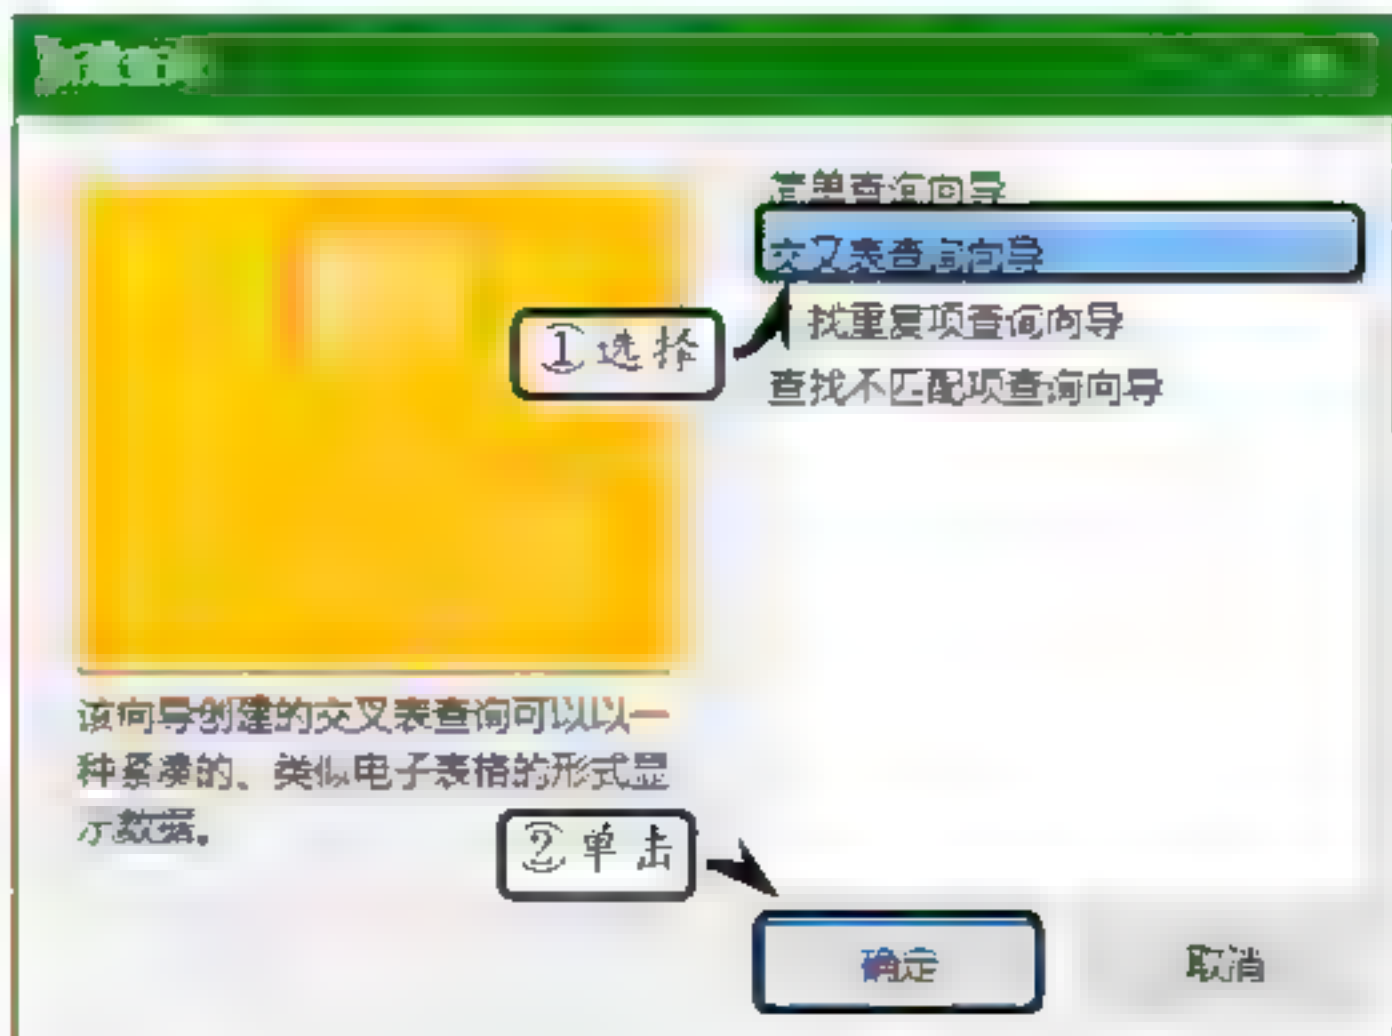 简单查询向导
交叉表查询向导
找重复项查询向导
查找不匹配项查询向导
①选择
该向导创建的交叉表查询可以以一
种紧凑的、类似电子表格的形式显
示数据。
②单击
确定
取消